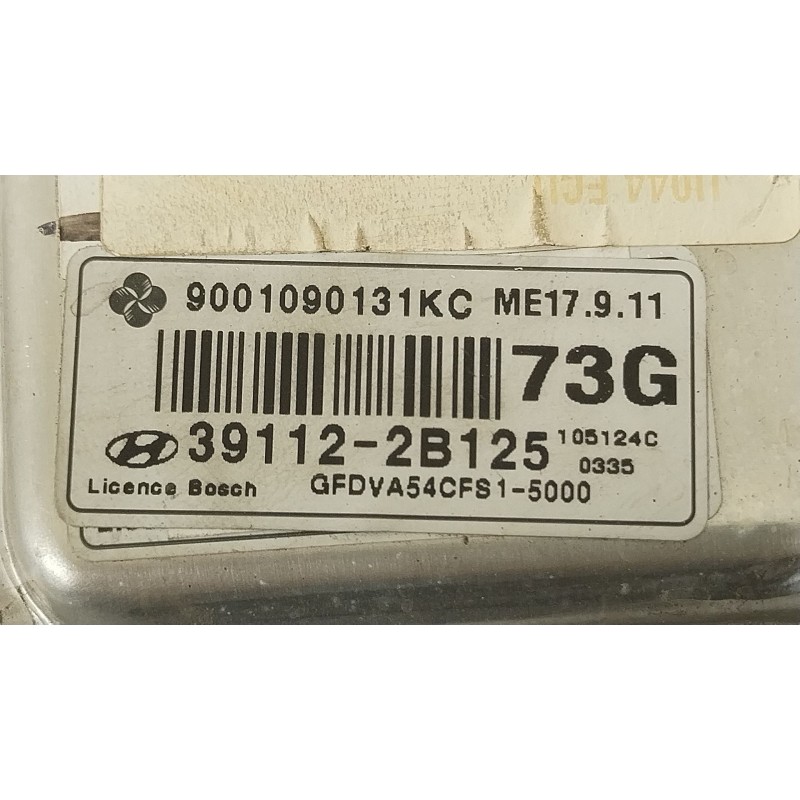 9001090131KC ME17.9.11
73G
39112-2B125 105124C
0335
Licence Bosch GFDVA54CFS1-5000